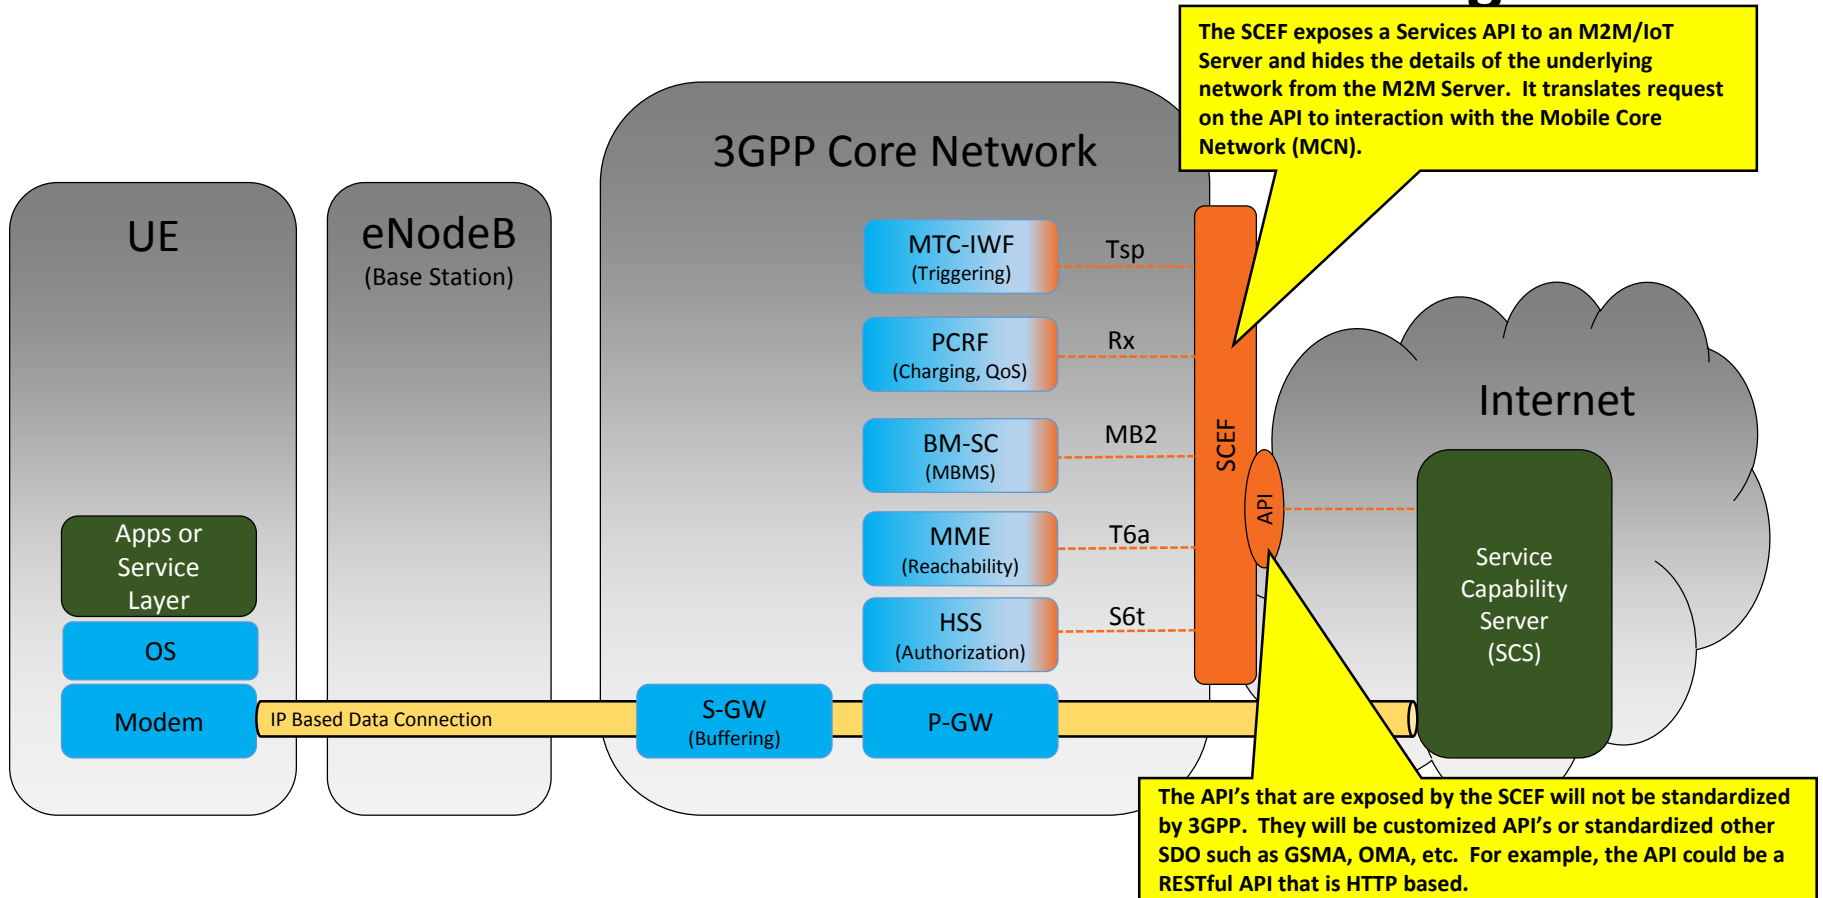 g
The SCEF exposes a Services API to an M2M/IoT
Server and hides the details of the underlying
network from the M2M Server.  It translates request
on the API to interaction with the Mobile Core
Network (MCN).
3GPP Core Network
UE
eNodeB
(Base Station)
MTC-IWF
(Triggering)
Tsp
PCRF
(Charging, QoS)
Rx
BM-SC
(MBMS)
MB2
MME
(Reachability)
T6a
HSS
(Authorization)
S6t
SCEF
API
Internet
Service
Capability
Server
(SCS)
Apps or
Service
Layer
OS
Modem
IP Based Data Connection
S-GW
(Buffering)
P-GW
The API’s that are exposed by the SCEF will not be standardized
by 3GPP.  They will be customized API’s or standardized other
SDO such as GSMA, OMA, etc.  For example, the API could be a
RESTful API that is HTTP based.